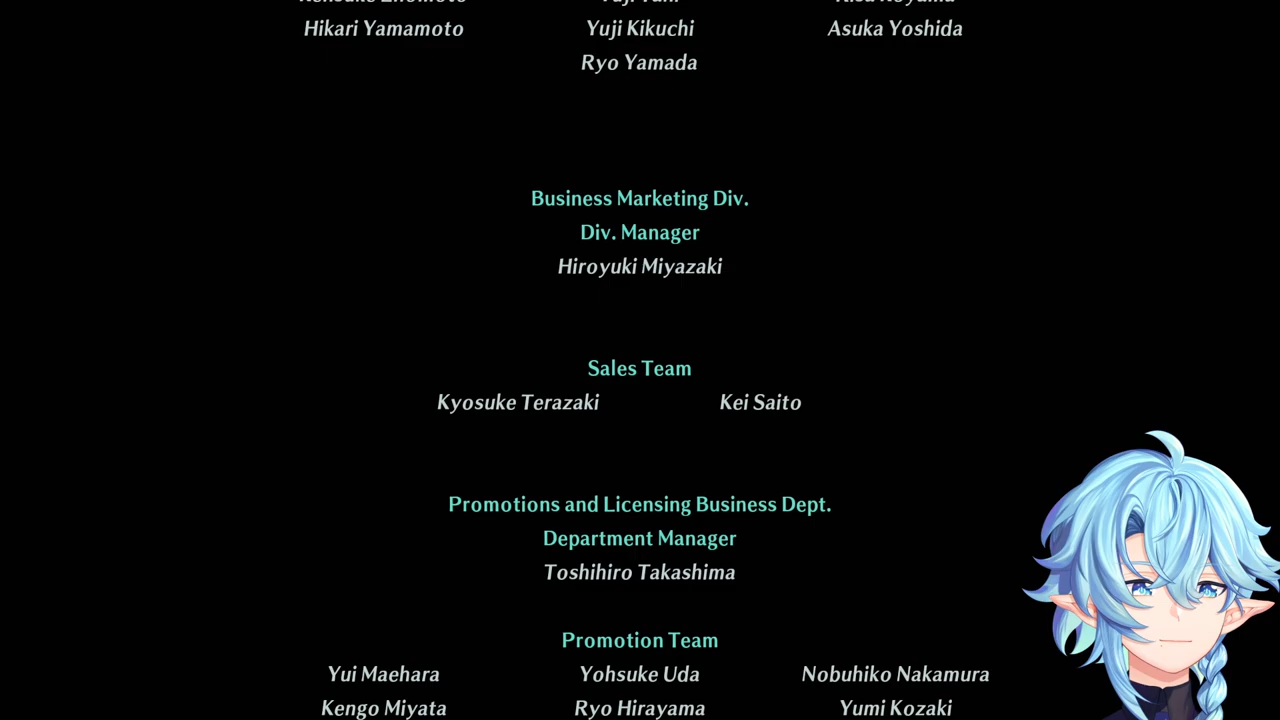 Hikari Yamamoto Yuji Kikuchi Asuka Yoshida
Ryo Yamada
Business Marketing Div.
Div. Manager
Hiroyuki Miyazaki
Sales Team
Kyosuke Terazaki Kei Saito
Promotions and Licensing Business Dept.
Department Manager
Toshihiro Takashima
Promotion Team
Yui Maehara Yohsuke Uda Nobuhiko Nakamura
Kengo Miyata Ryo Hirayama Yumi Kozaki